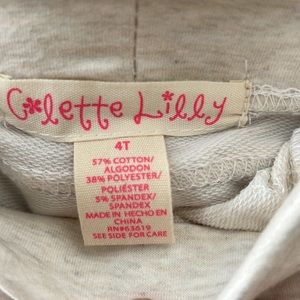 Colette Lilly
4T
57% COTTON/
ALGODON
38% POLYESTER/
POLIÉSTER
5% SPANDEX/
SPANDEX
MADE IN/ HECHO EN
CHINA
RN#63619
SEE SIDE FOR CARE